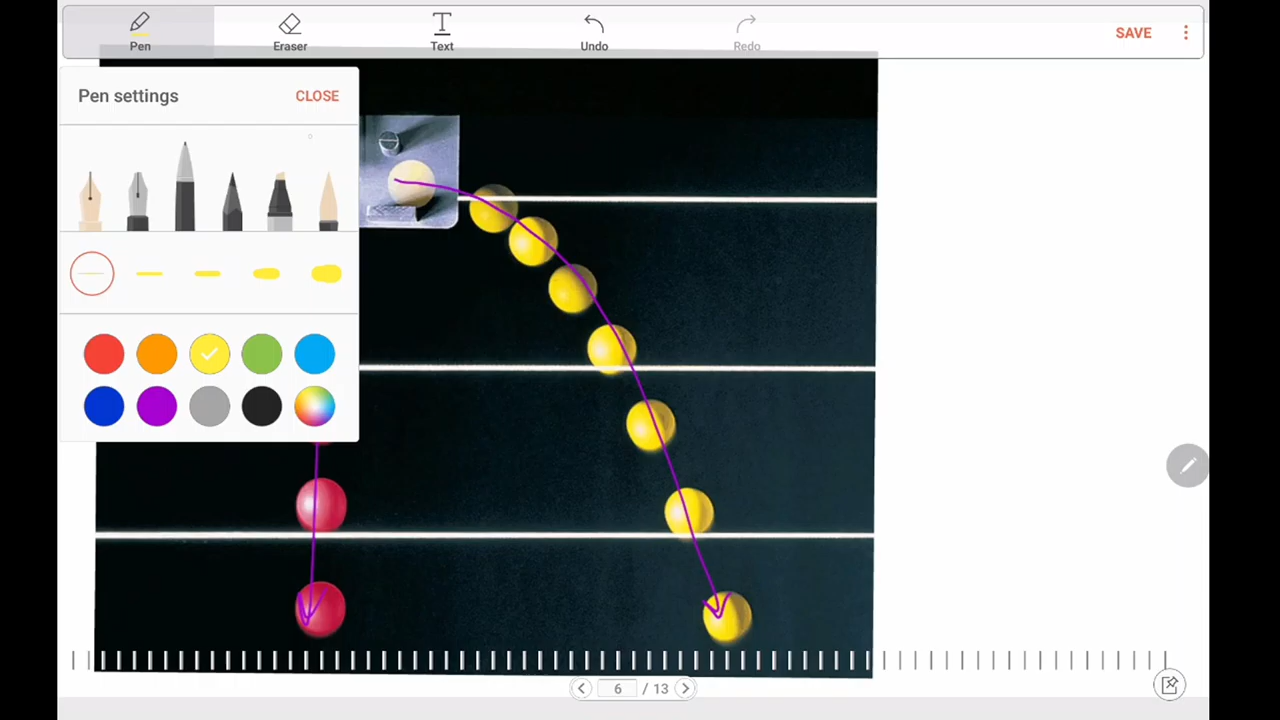 Pen
Eraser
Text
Undo
Redo
SAVE
Pen settings
CLOSE
6 / 13